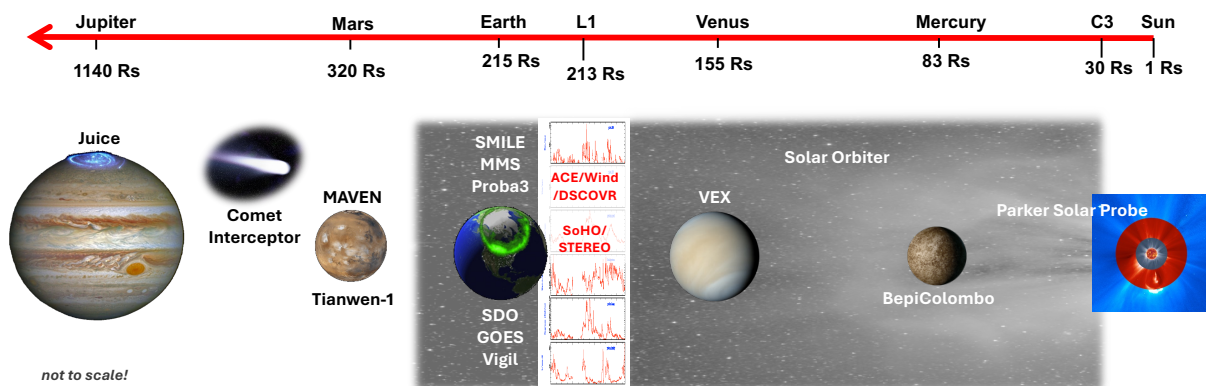 Jupiter Mars Earth L1 Venus Mercury C3 Sun
1140 Rs 320 Rs 215 Rs 213 Rs 155 Rs 83 Rs 30 Rs 1 Rs
Juice
Comet
Interceptor
MAVEN
Tianwen-1
SMILE
MMS
Proba3
SDO
GOES
Vigil
ACE/Wind
/DSCOVR
SoHO/
STEREO
VEX
Solar Orbiter
BepiColombo
Parker Solar Probe
not to scale!